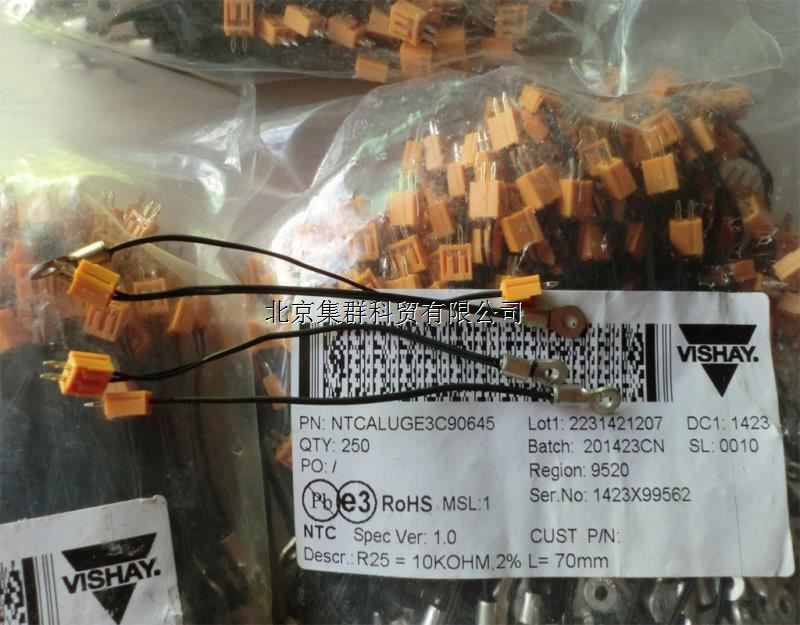 北京集群科贸有限公司
VISHAY.
PN: NTCALUGE3C90645
Lot1: 2231421207
DC1: 1423
QTY: 250
Batch: 201423CN
SL: 0010
PO: /
Region: 9520
Pb e3 RoHS MSL:1
Ser.No: 1423X99562
NTC Spec Ver: 1.0
CUST P/N:
Descr.: R25 = 10KOHM,2% L= 70mm
VISHAY.